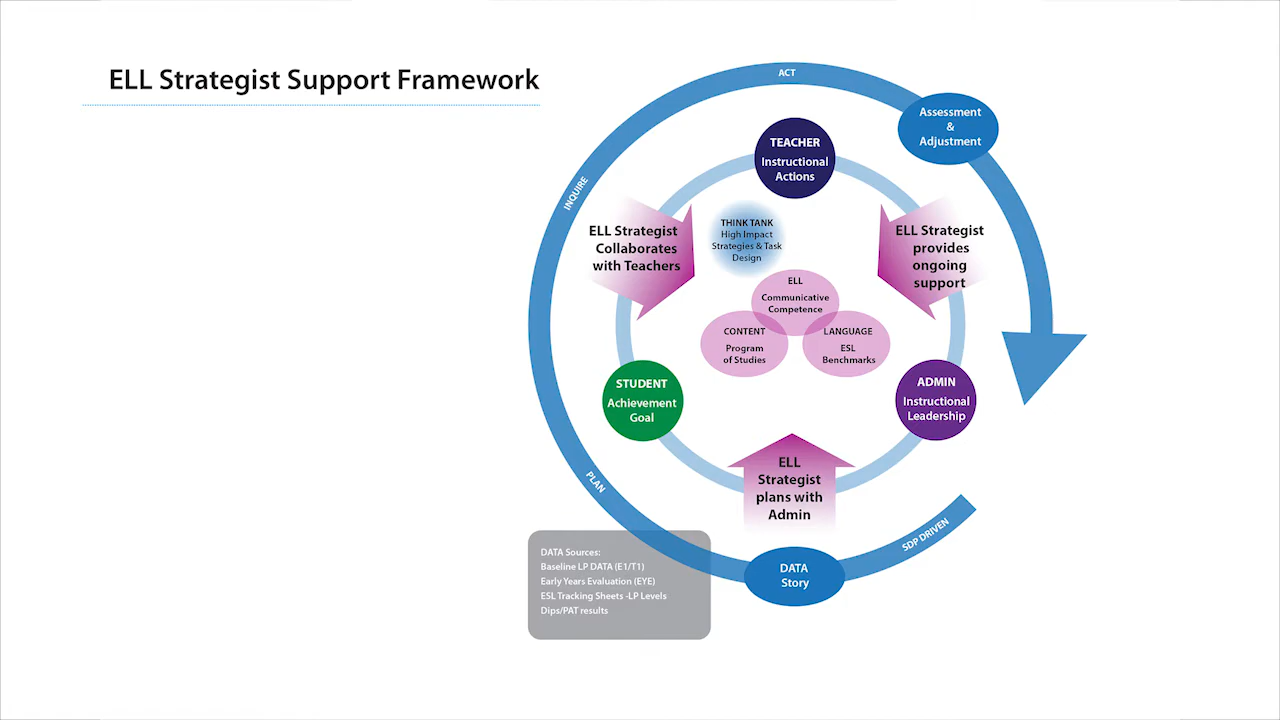 ELL Strategist Support Framework
ACT
Assessment
&
Adjustment
INQUIRE
TEACHER
Instructional
Actions
ELL Strategist
Collaborates
with Teachers
THINK TANK
High Impact
Strategies & Task
Design
ELL Strategist
provides
ongoing
support
ELL
Communicative
Competence
CONTENT
Program
of Studies
LANGUAGE
ESL
Benchmarks
STUDENT
Achievement
Goal
ADMIN
Instructional
Leadership
PLAN
ELL
Strategist
plans with
Admin
SDP DRIVEN
DATA
Story
DATA Sources:
Baseline LP DATA (E1/T1)
Early Years Evaluation (EYE)
ESL Tracking Sheets -LP Levels
Dips/PAT results